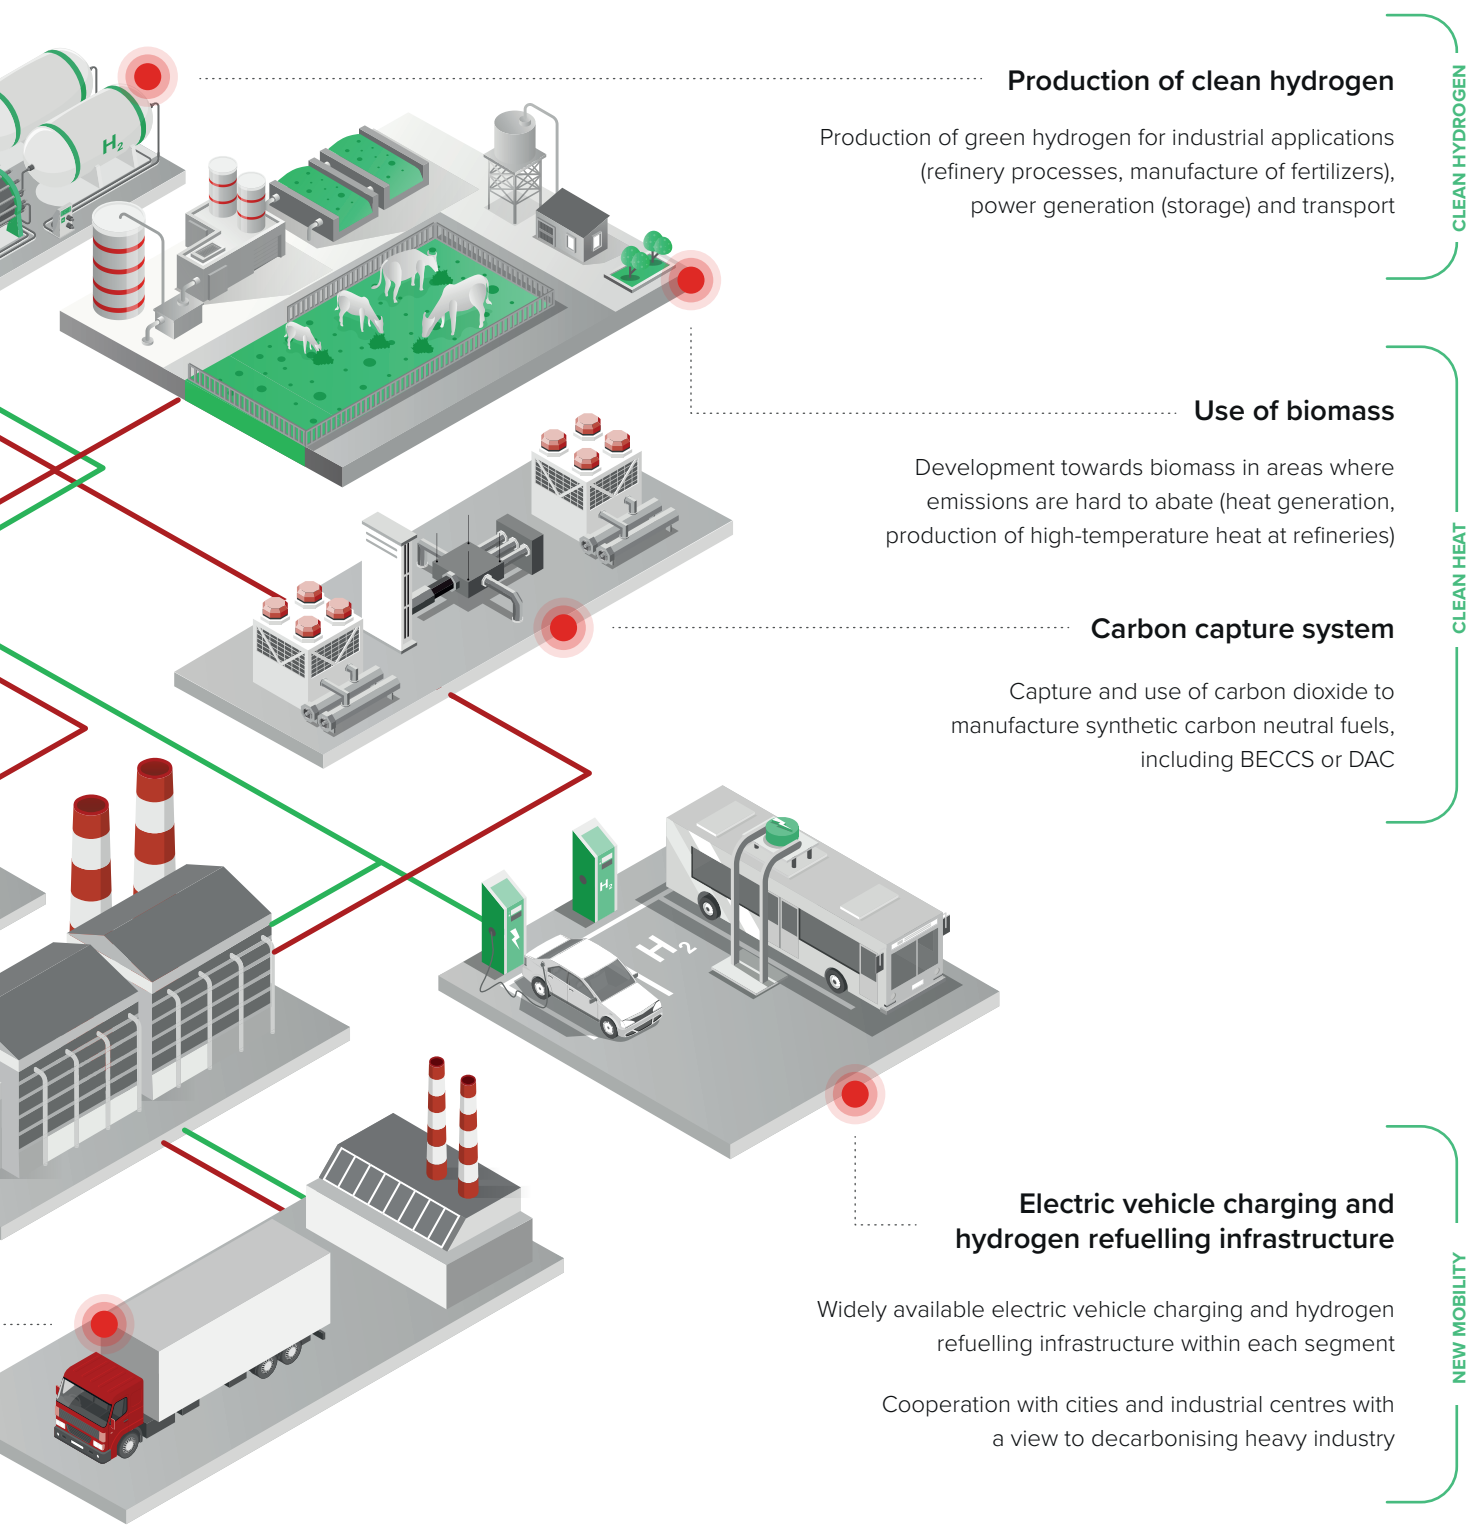 Production of clean hydrogen
Production of green hydrogen for industrial applications
(refinery processes, manufacture of fertilizers),
power generation (storage) and transport
CLEAN HYDROGEN
H₂
Use of biomass
Development towards biomass in areas where
emissions are hard to abate (heat generation,
production of high-temperature heat at refineries)
Carbon capture system
Capture and use of carbon dioxide to
manufacture synthetic carbon neutral fuels,
including BECCS or DAC
CLEAN HEAT
H₂
H₂
Electric vehicle charging and
hydrogen refuelling infrastructure
Widely available electric vehicle charging and hydrogen
refuelling infrastructure within each segment
Cooperation with cities and industrial centres with
a view to decarbonising heavy industry
NEW MOBILITY